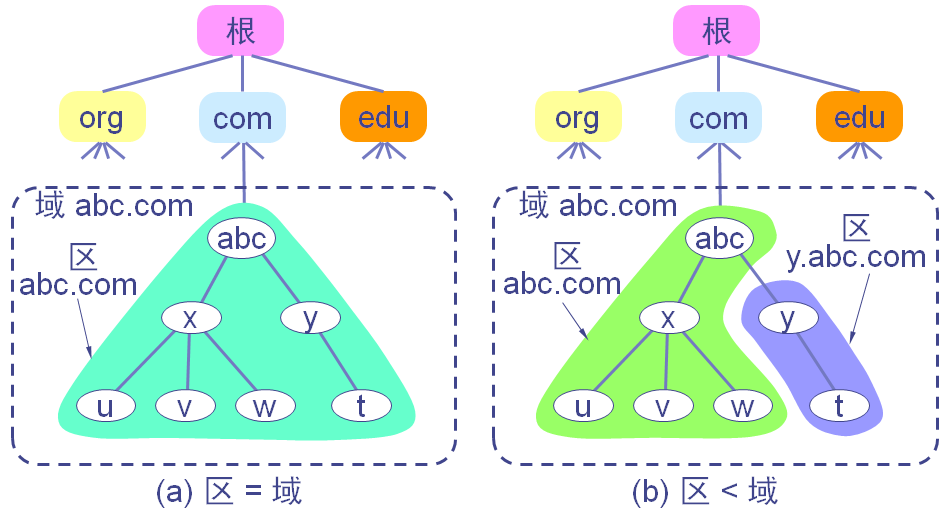 根
org com edu
域 abc.com
区
abc.com
abc
x y
u v w t
(a) 区 = 域
根
org com edu
域 abc.com
区
abc.com
区
y.abc.com
abc
x y
u v w t
(b) 区 < 域